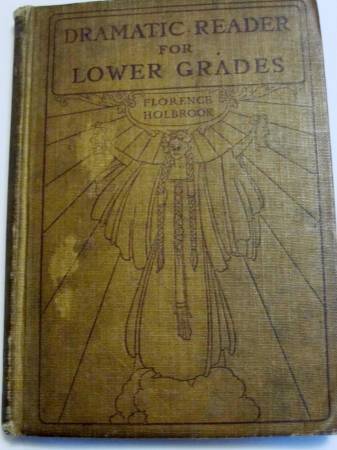 DRAMATIC·READER
FOR
LOWER GRADES
FLORENCE
HOLBROOK